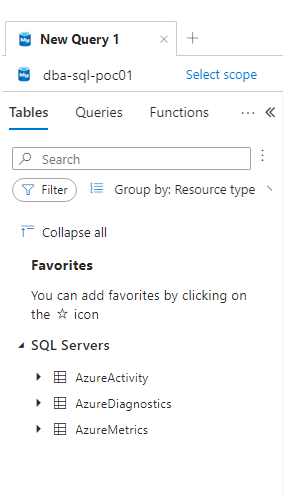 New Query 1
dba-sql-poc01 Select scope
Tables Queries Functions
Search
Filter Group by: Resource type
Collapse all
Favorites
You can add favorites by clicking on
the ☆ icon
SQL Servers
AzureActivity
AzureDiagnostics
AzureMetrics